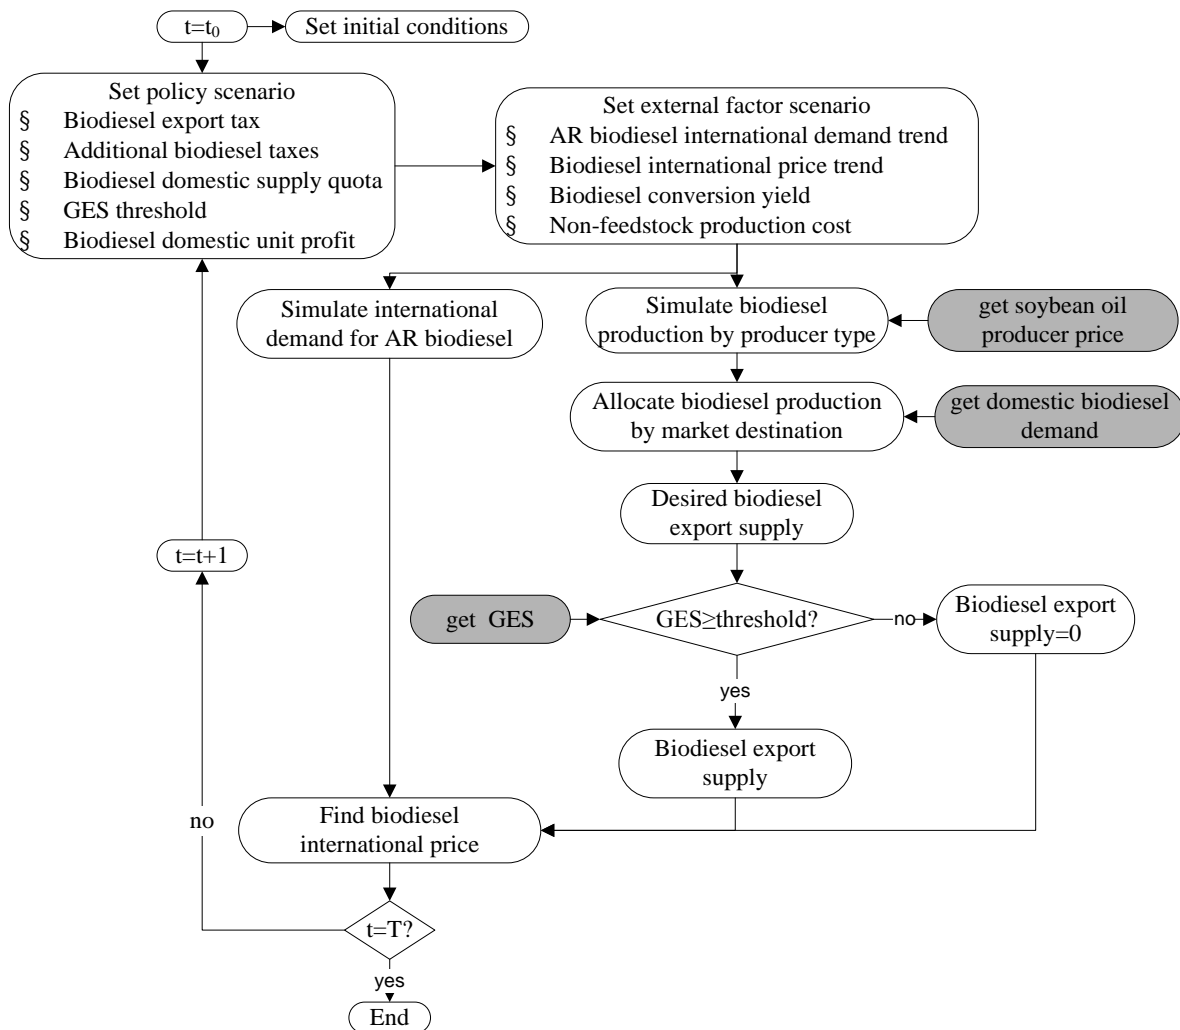 t=t₀
Set initial conditions
Set policy scenario
§ Biodiesel export tax
§ Additional biodiesel taxes
§ Biodiesel domestic supply quota
§ GES threshold
§ Biodiesel domestic unit profit
Set external factor scenario
§ AR biodiesel international demand trend
§ Biodiesel international price trend
§ Biodiesel conversion yield
§ Non-feedstock production cost
Simulate international
demand for AR biodiesel
Simulate biodiesel
production by producer type
get soybean oil
producer price
Allocate biodiesel production
by market destination
get domestic biodiesel
demand
Desired biodiesel
export supply
t=t+1
get GES
GES≥threshold?
no
Biodiesel export
supply=0
yes
Biodiesel export
supply
no
Find biodiesel
international price
t=T?
yes
End